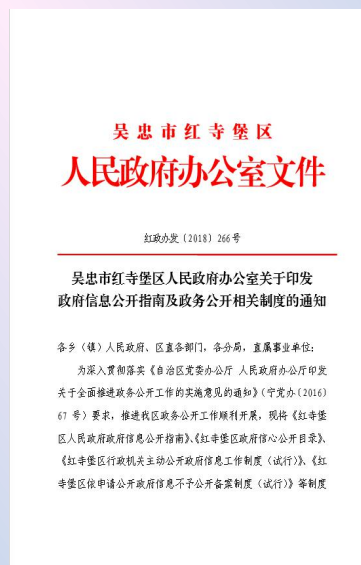 吴忠市红寺堡区
人民政府办公室文件
红政办发〔2018〕266号
吴忠市红寺堡区人民政府办公室关于印发
政府信息公开指南及政务公开相关制度的通知
各乡（镇）人民政府、区直各部门，各分局，直属事业单位：
为深入贯彻落实《自治区党委办公厅 人民政府办公厅印发
关于全面推进政务公开工作的实施意见的通知》（宁党办〔2016〕
67 号）要求，推进我区政务公开工作顺利开展，现将《红寺堡
区人民政府政府信息公开指南》、《红寺堡区政府信心公开目录》、
《红寺堡区行政机关主动公开政府信息工作制度（试行）》、《红
寺堡区依申请公开政府信息不予公开备案制度（试行）》等制度